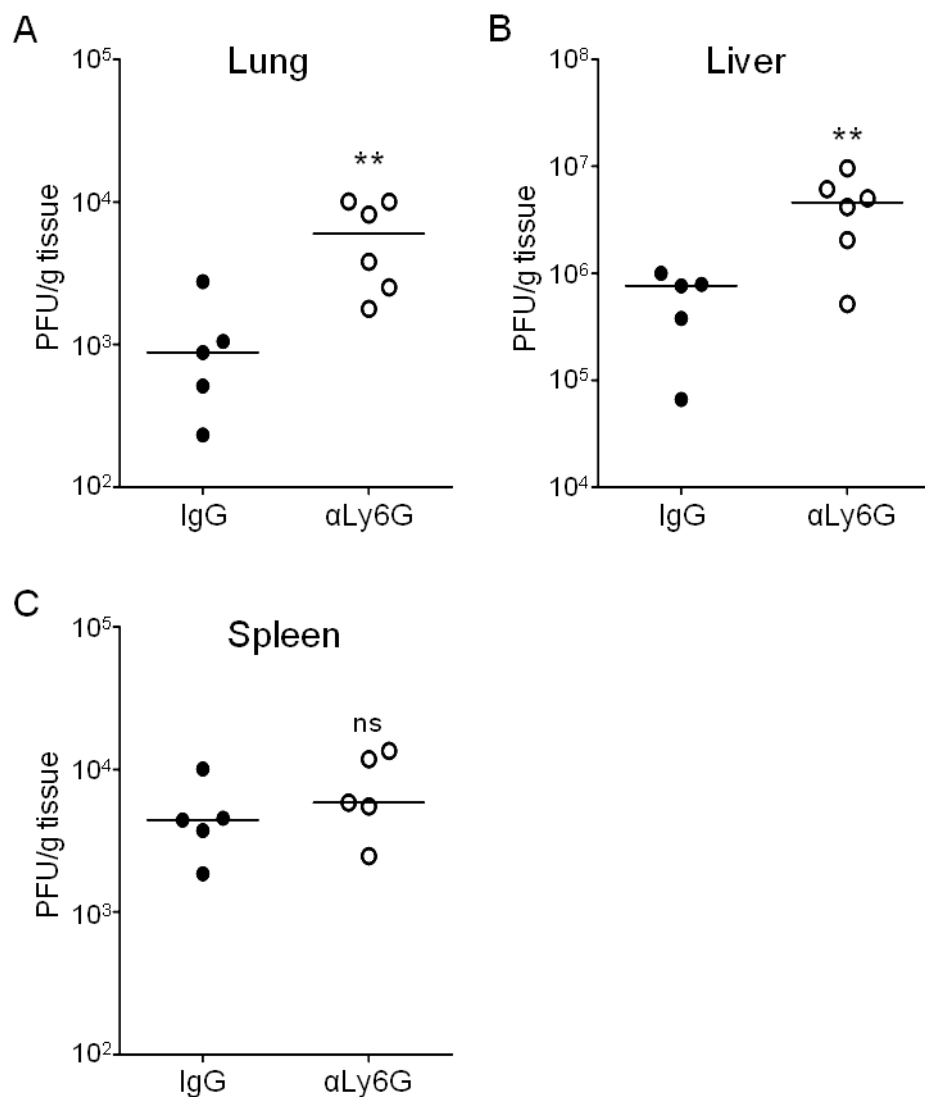 A
Lung
10⁵
10⁴
10³
10²
PFU/g tissue
**
IgG
αLy6G
B
Liver
10⁸
10⁷
10⁶
10⁵
10⁴
PFU/g tissue
**
IgG
αLy6G
C
Spleen
10⁵
10⁴
10³
10²
PFU/g tissue
ns
IgG
αLy6G